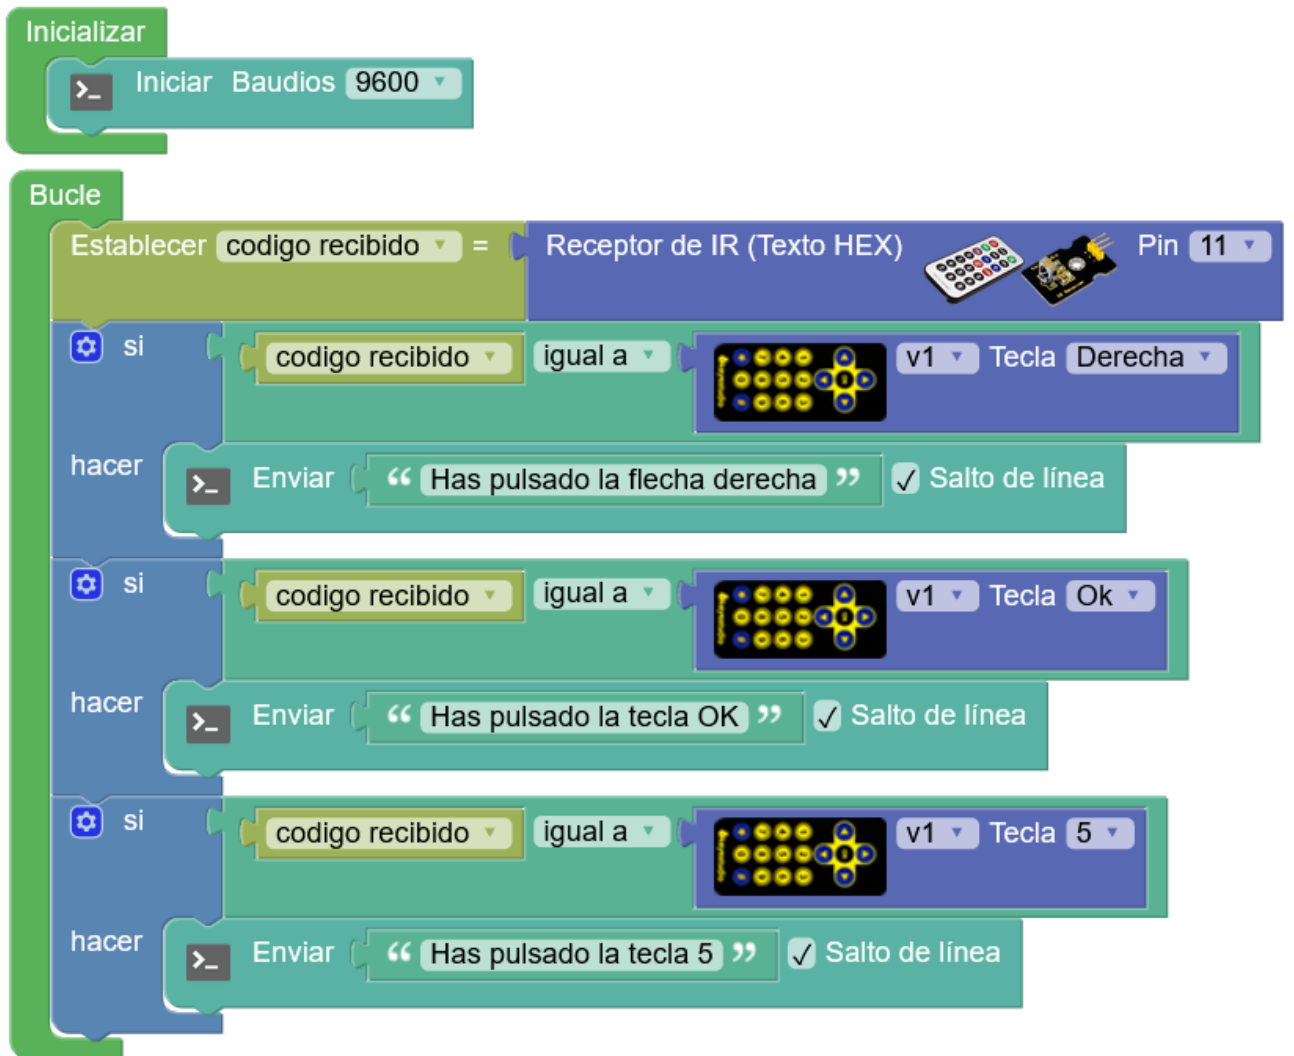 Inicializar
Iniciar Baudios 9600
Bucle
Establecer codigo recibido = Receptor de IR (Texto HEX) Pin 11
si codigo recibido igual a v1 Tecla Derecha
hacer Enviar “ Has pulsado la flecha derecha ” Salto de línea
si codigo recibido igual a v1 Tecla Ok
hacer Enviar “ Has pulsado la tecla OK ” Salto de línea
si codigo recibido igual a v1 Tecla 5
hacer Enviar “ Has pulsado la tecla 5 ” Salto de línea